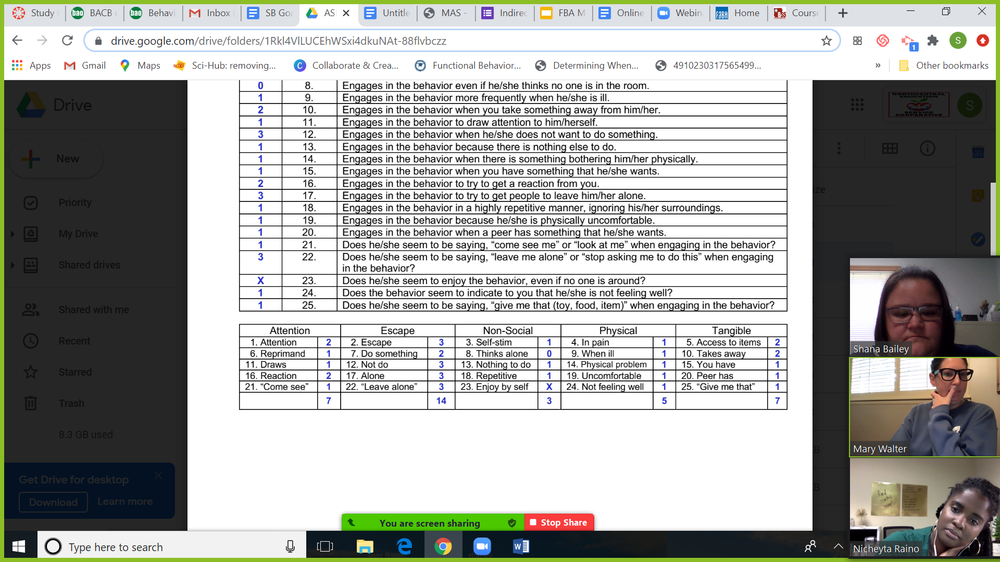 Study
BACB
Behavi
Inbox
SB Goa
AS
Untitle
MAS -
Indirec
FBA M
Online
Webin
Home
Course
drive.google.com/drive/folders/1Rkl4VlLUCEhWSxi4dkuNAt-88flvbczz
S
1
Apps
Gmail
Maps
Sci-Hub: removing...
Collaborate & Crea...
Functional Behavior...
Determining When...
4910230317565499...
»
Other bookmarks
Drive
NORTHCENTRAL
EDUCATION
SERVICE
COOPERATIVE
S
New
Priority
My Drive
Shared drives
Shared with me
Recent
Starred
Trash
8.3 GB used
Get Drive for desktop
Download Learn more
0 8. Engages in the behavior even if he/she thinks no one is in the room.
1 9. Engages in the behavior more frequently when he/she is ill.
2 10. Engages in the behavior when you take something away from him/her.
1 11. Engages in the behavior to draw attention to him/herself.
3 12. Engages in the behavior when he/she does not want to do something.
1 13. Engages in the behavior because there is nothing else to do.
1 14. Engages in the behavior when there is something bothering him/her physically.
1 15. Engages in the behavior when you have something that he/she wants.
2 16. Engages in the behavior to try to get a reaction from you.
3 17. Engages in the behavior to try to get people to leave him/her alone.
1 18. Engages in the behavior in a highly repetitive manner, ignoring his/her surroundings.
1 19. Engages in the behavior because he/she is physically uncomfortable.
1 20. Engages in the behavior when a peer has something that he/she wants.
1 21. Does he/she seem to be saying, “come see me” or “look at me” when engaging in the behavior?
3 22. Does he/she seem to be saying, “leave me alone” or “stop asking me to do this” when engaging
in the behavior?
X 23. Does he/she seem to enjoy the behavior, even if no one is around?
1 24. Does the behavior seem to indicate to you that he/she is not feeling well?
1 25. Does he/she seem to be saying, “give me that (toy, food, item)” when engaging in the behavior?
Attention Escape Non-Social Physical Tangible
1. Attention 2 2. Escape 3 3. Self-stim 1 4. In pain 1 5. Access to items 2
6. Reprimand 1 7. Do something 2 8. Thinks alone 0 9. When ill 1 10. Takes away 2
11. Draws 1 12. Not do 3 13. Nothing to do 1 14. Physical problem 1 15. You have 1
16. Reaction 2 17. Alone 3 18. Repetitive 1 19. Uncomfortable 1 20. Peer has 1
21. “Come see” 1 22. “Leave alone” 3 23. Enjoy by self X 24. Not feeling well 1 25. “Give me that” 1
7 14 3 5 7
31
ize
B
B
Shana Bailey
Mary Walter
Nicheyta Raino
You are screen sharing
Stop Share
Type here to search